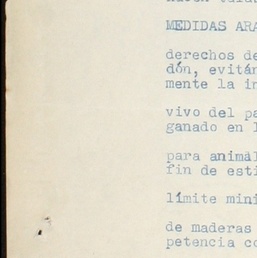 MEDIDAS ARA
derechos de
dón, evitán
mente la in
vivo del pa
ganado en l
para animal
fin de esti
límite míni
de maderas
petencia co